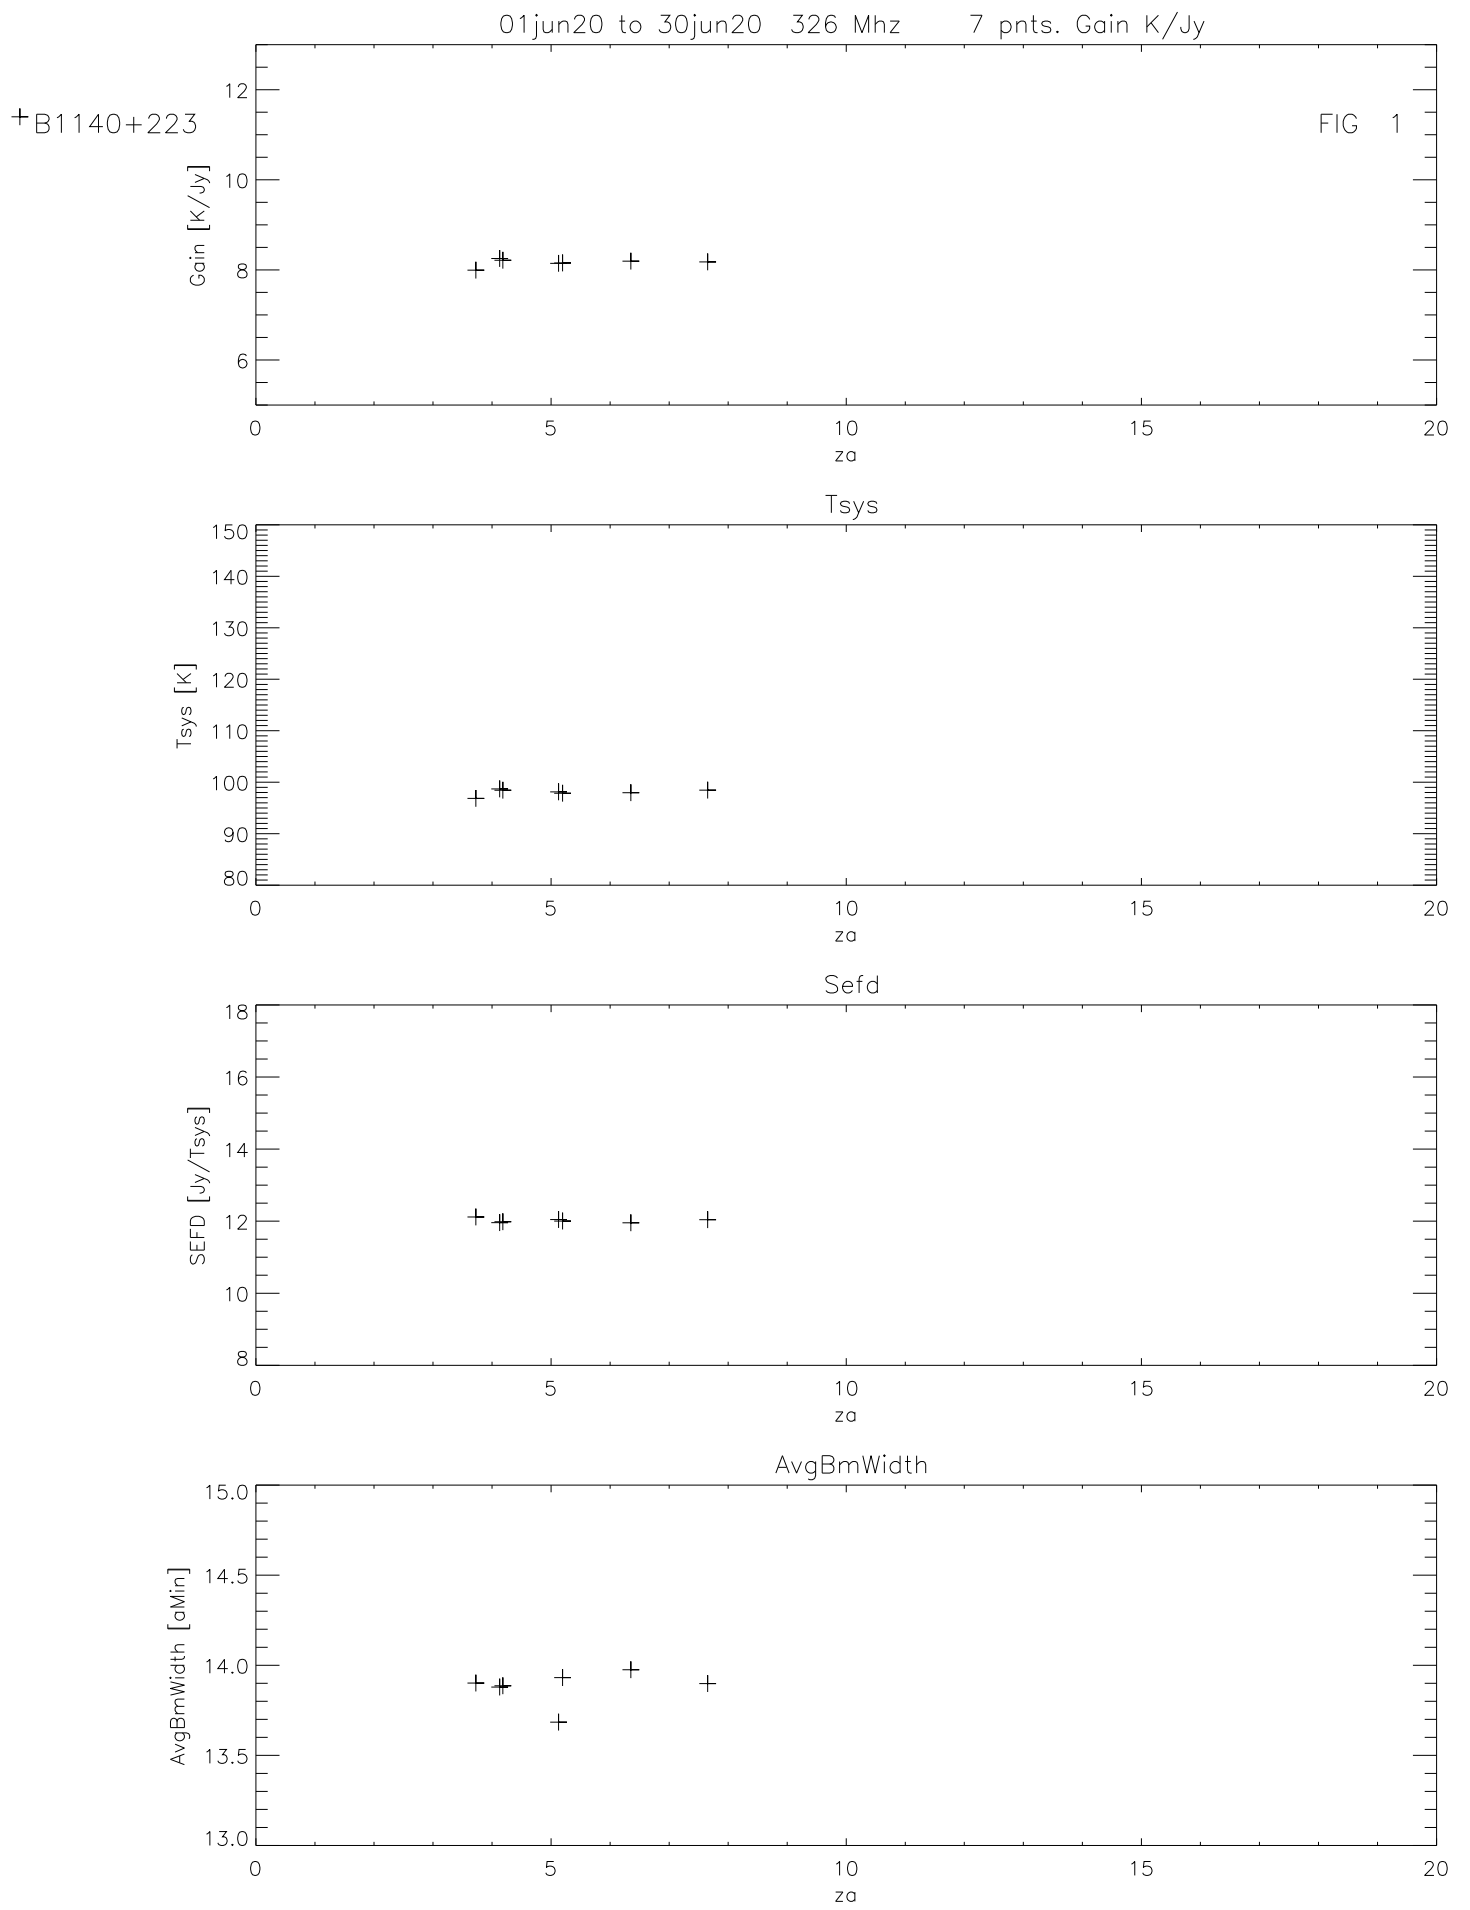 01jun20 to 30jun20 326 Mhz 7 pnts. Gain K/Jy
+B1140+223
FIG 1
Gain [K/Jy]
12
10
8
6
0 5 10 15 20
za
Tsys
Tsys [K]
150
140
130
120
110
100
90
80
0 5 10 15 20
za
Sefd
SEFD [Jy/Tsys]
18
16
14
12
10
8
0 5 10 15 20
za
AvgBmWidth
AvgBmWidth [aMin]
15.0
14.5
14.0
13.5
13.0
0 5 10 15 20
za